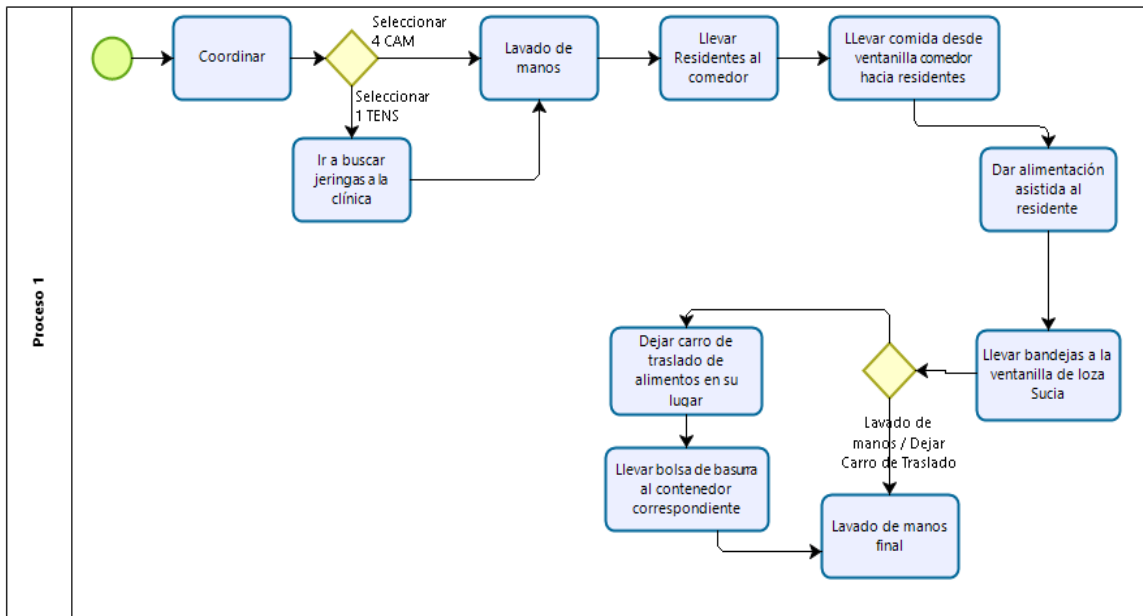 Proceso 1
Coordinar
Seleccionar
4 CAM
Seleccionar
1 TENS
Lavado de
manos
Llevar
Residentes al
comedor
LLevar comida desde
ventanilla comedor
hacia residentes
Ir a buscar
jeringas a la
clínica
Dar alimentación
asistida al
residente
Llevar bandejas a la
ventanilla de loza
Sucia
Dejar carro de
traslado de
alimentos en su
lugar
Lavado de
manos / Dejar
Carro de Traslado
Llevar bolsa de basurra
al contenedor
correspondiente
Lavado de manos
final